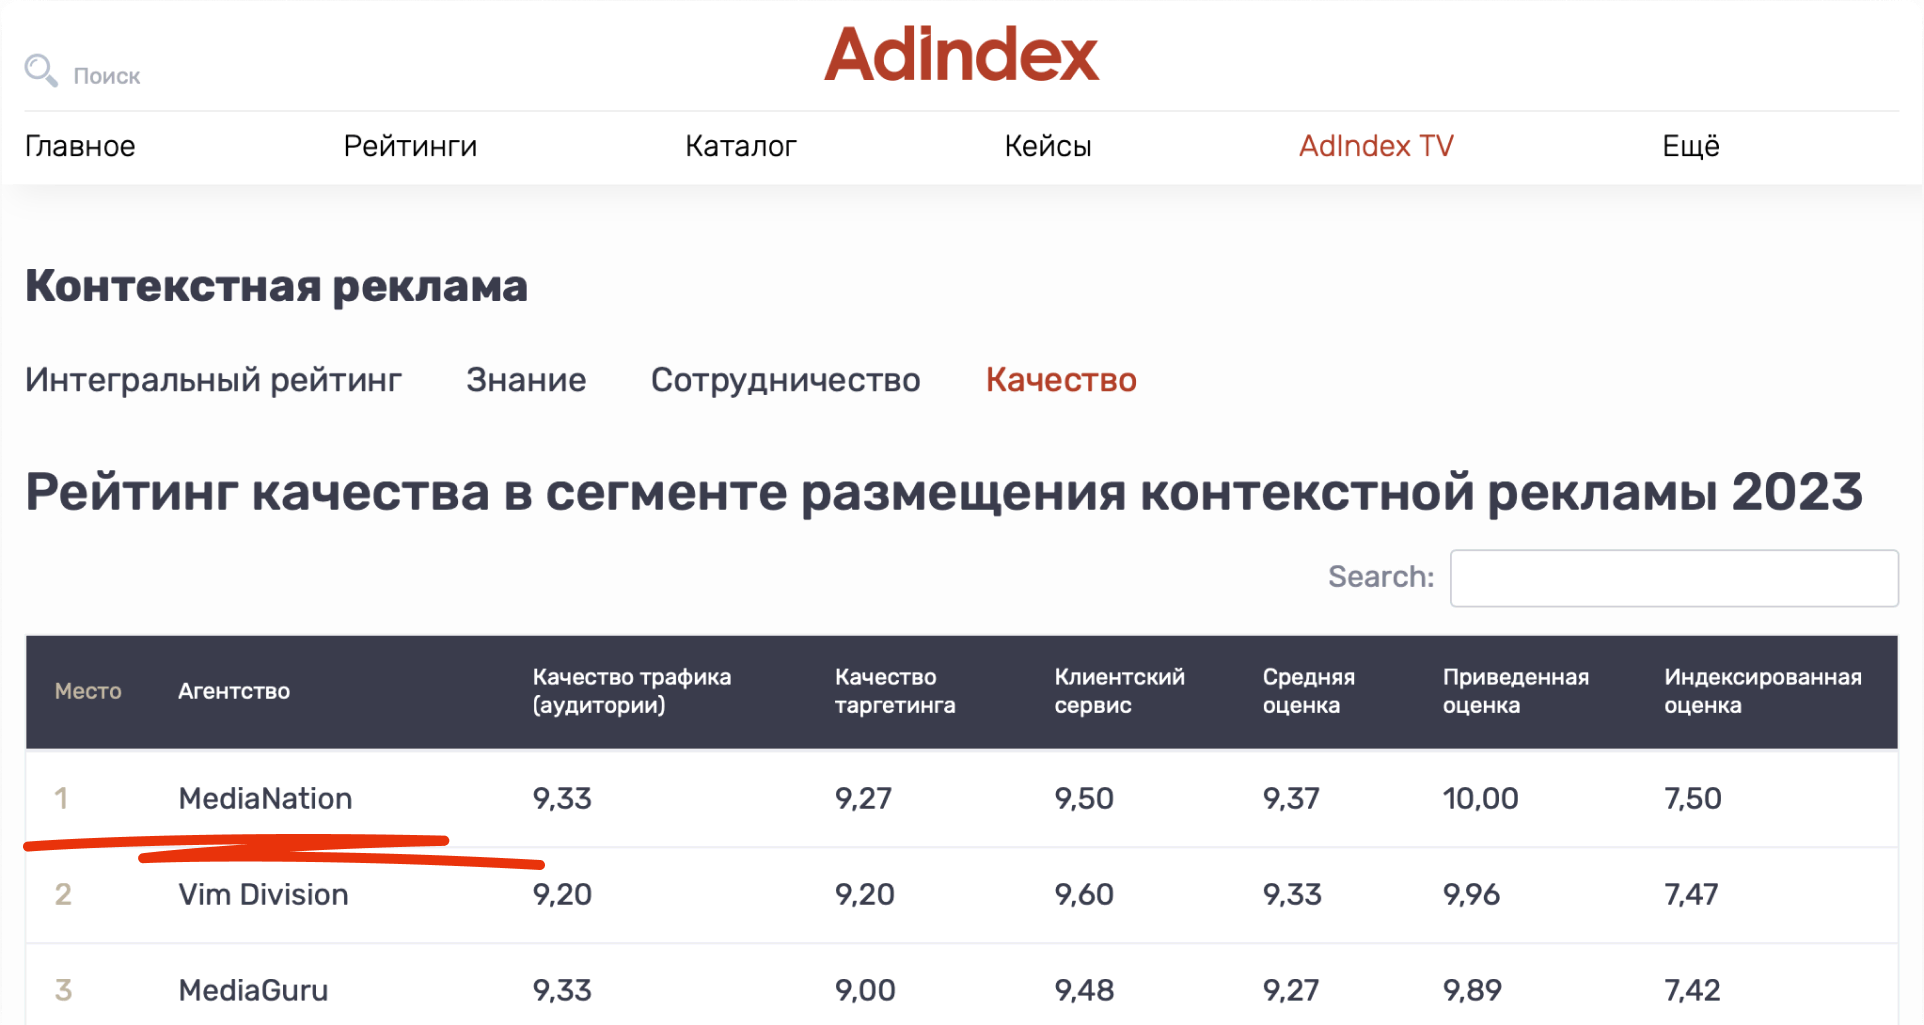 Adindex
Поиск
Главное Рейтинги Каталог Кейсы AdIndex TV Ещё
Контекстная реклама
Интегральный рейтинг Знание Сотрудничество Качество
Рейтинг качества в сегменте размещения контекстной рекламы 2023
Search:
Место Агентство Качество трафика (аудитории) Качество таргетинга Клиентский сервис Средняя оценка Приведенная оценка Индексированная оценка
1 MediaNation 9,33 9,27 9,50 9,37 10,00 7,50
2 Vim Division 9,20 9,20 9,60 9,33 9,96 7,47
3 MediaGuru 9,33 9,00 9,48 9,27 9,89 7,42